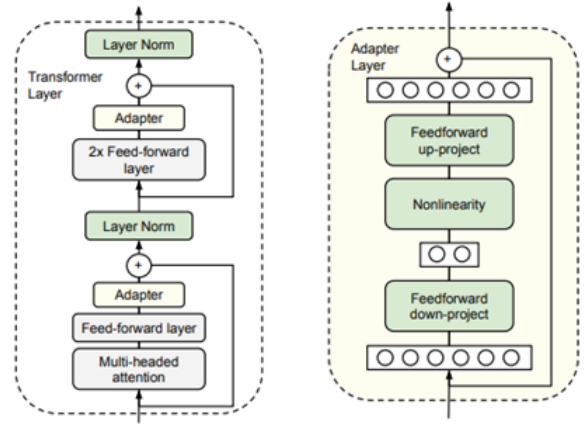 Layer Norm
Transformer
Layer
+
Adapter
2x Feed-forward
layer
Layer Norm
+
Adapter
Feed-forward layer
Multi-headed
attention
Adapter
Layer
+
Feedforward
up-project
Nonlinearity
Feedforward
down-project